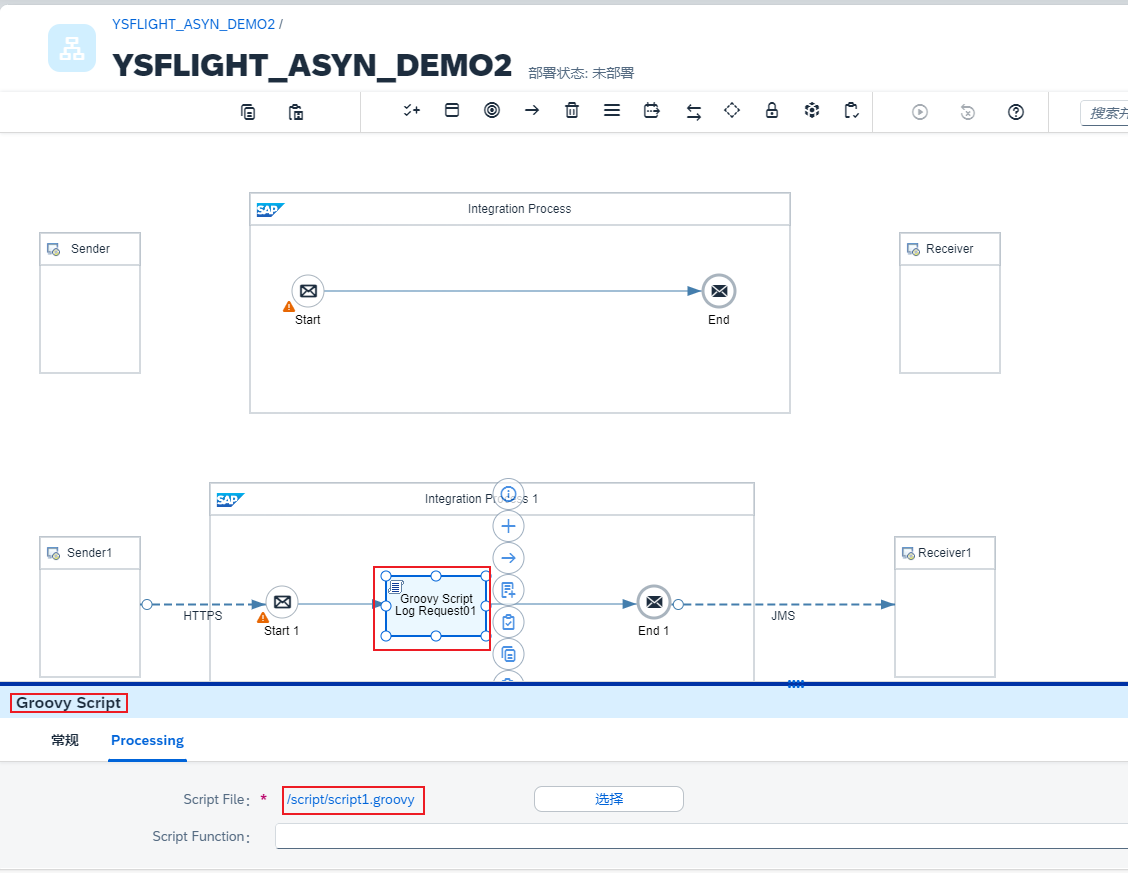 YSFLIGHT_ASYN_DEMO2 /
YSFLIGHT_ASYN_DEMO2 部署状态: 未部署
搜索
SAP Integration Process
Sender
Receiver
Start
End
SAP Integration Process 1
Sender1
Receiver1
HTTPS
Start 1
Groovy Script
Log Request01
End 1
JMS
Groovy Script
常规 Processing
Script File: * /script/script1.groovy 选择
Script Function: